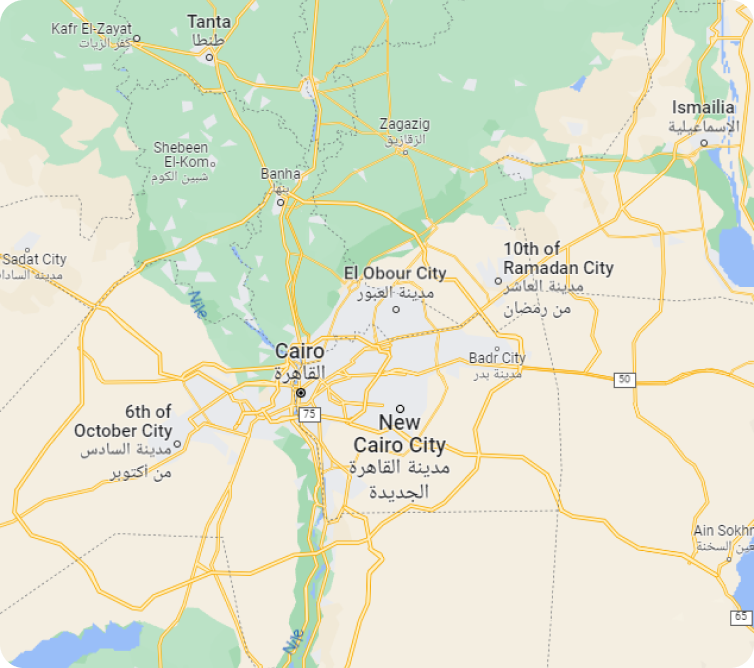 Kafr El-Zayat
كفر الزيات
Tanta
طنطا
Ismailia
الإسماعيلية
Zagazig
الزقازيق
Shebeen
El-Kom
شبين الكوم
Banha
بنها
Sadat City
مدينة السادا
10th of
Ramadan City
مدينة العاشر
من رمضان
El Obour City
مدينة العبور
Nile
Cairo
القاهرة
Badr City
مدينة بدر
50
75
6th of
October City
مدينة السادس
من أكتوبر
New
Cairo City
مدينة القاهرة
الجديدة
Ain Sokhn
عين السخنة
65
Nile